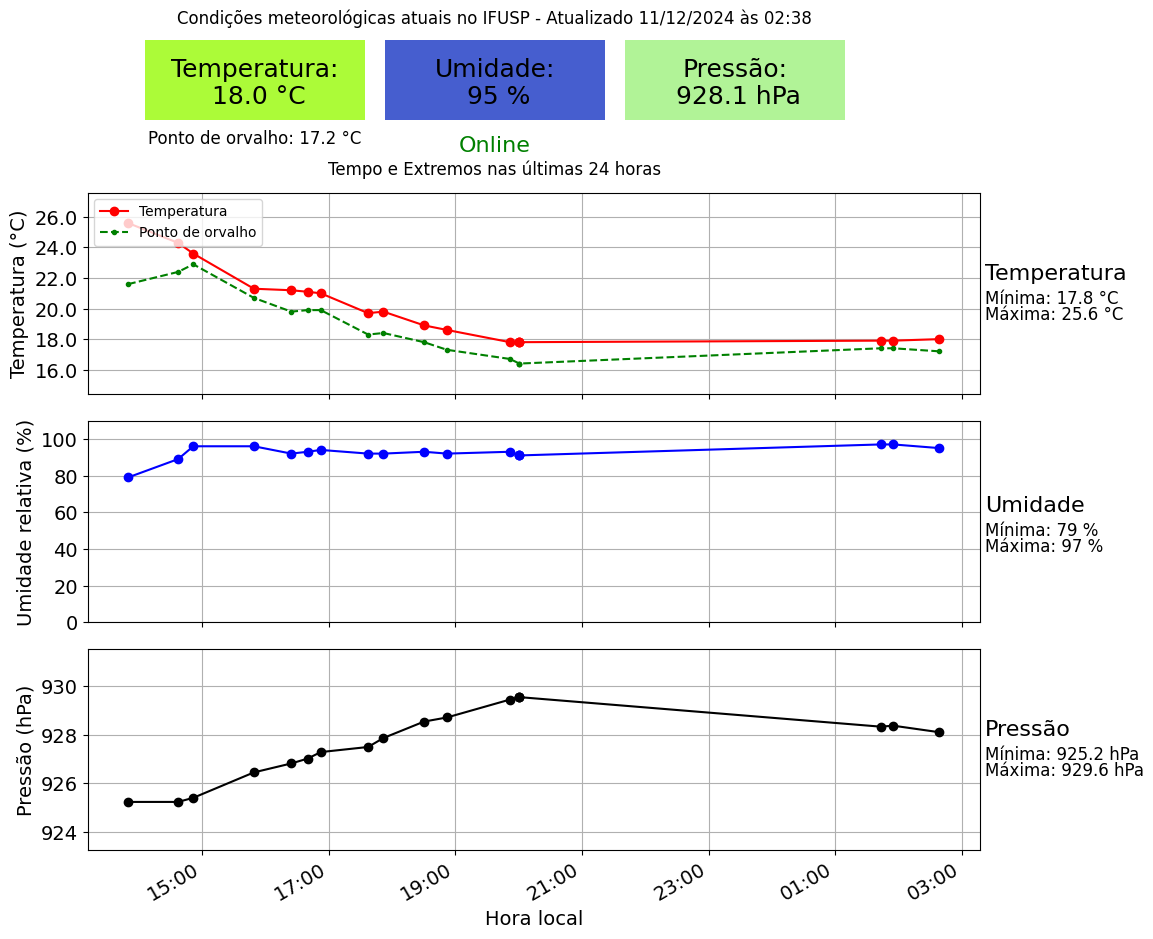 Condições meteorológicas atuais no IFUSP - Atualizado 11/12/2024 às 02:38
Temperatura:
18.0 °C
Umidade:
95 %
Pressão:
928.1 hPa
Ponto de orvalho: 17.2 °C
Online
Tempo e Extremos nas últimas 24 horas
Temperatura (°C)
26.0
24.0
22.0
20.0
18.0
16.0
Temperatura
Ponto de orvalho
Temperatura
Mínima: 17.8 °C
Máxima: 25.6 °C
Umidade relativa (%)
100
80
60
40
20
0
Umidade
Mínima: 79 %
Máxima: 97 %
Pressão (hPa)
930
928
926
924
Pressão
Mínima: 925.2 hPa
Máxima: 929.6 hPa
15:00
17:00
19:00
21:00
23:00
01:00
03:00
Hora local